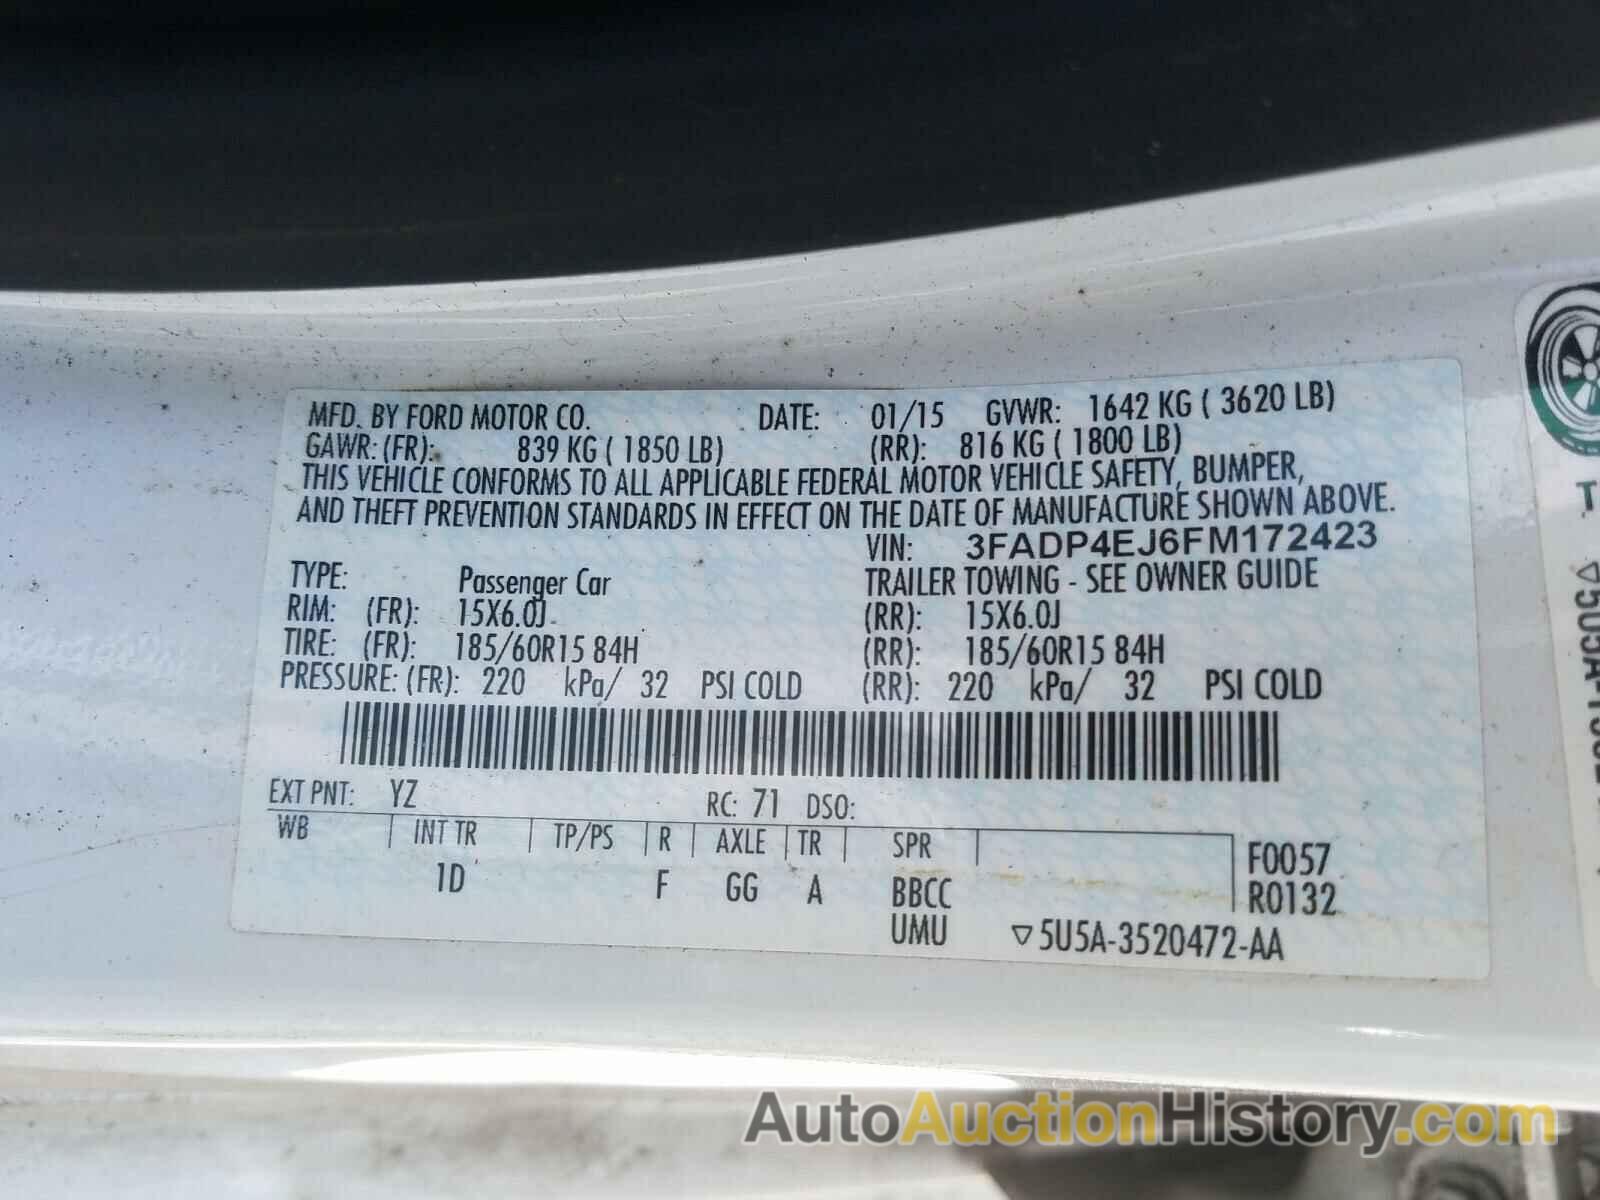 MFD. BY FORD MOTOR CO. DATE: 01/15 GVWR: 1642 KG ( 3620 LB)
GAWR: (FR): 839 KG ( 1850 LB) (RR): 816 KG ( 1800 LB)
THIS VEHICLE CONFORMS TO ALL APPLICABLE FEDERAL MOTOR VEHICLE SAFETY, BUMPER,
AND THEFT PREVENTION STANDARDS IN EFFECT ON THE DATE OF MANUFACTURE SHOWN ABOVE.
VIN: 3FADP4EJ6FM172423
TYPE: Passenger Car TRAILER TOWING - SEE OWNER GUIDE
RIM: (FR): 15X6.0J (RR): 15X6.0J
TIRE: (FR): 185/60R15 84H (RR): 185/60R15 84H
PRESSURE: (FR): 220 kPa/ 32 PSI COLD (RR): 220 kPa/ 32 PSI COLD
EXT PNT: YZ RC: 71 DSO:
WB INT TR TP/PS R AXLE TR SPR
1D F GG A BBCC
UMU
F0057
R0132
5U5A-3520472-AA
T
AutoAuctionHistory.com